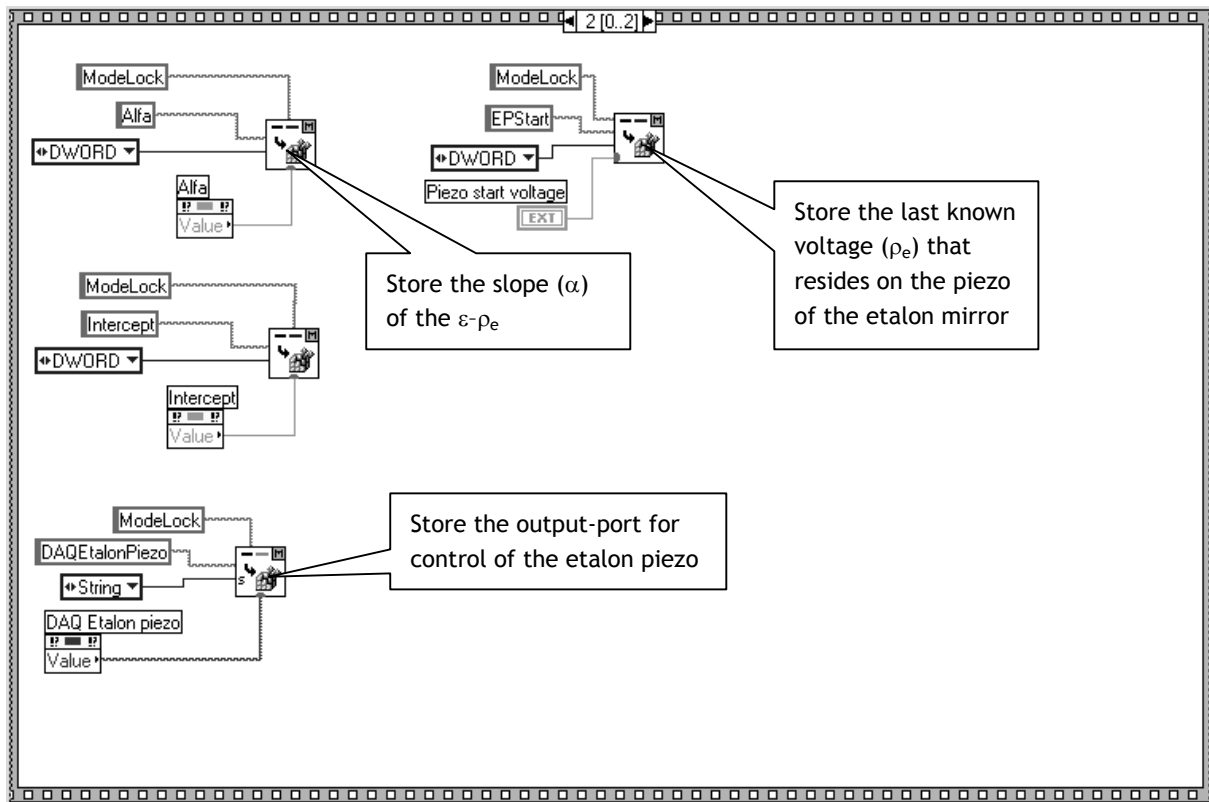 2 [0..2]
ModeLock
Alfa
DWORD
M
Alfa
!? !?
Value
ModeLock
EPStart
DWORD
M
Piezo start voltage
EXT
Store the slope (α)
of the ε-ρe
Store the last known
voltage (ρe) that
resides on the piezo
of the etalon mirror
ModeLock
Intercept
DWORD
M
Intercept
!? !?
Value
ModeLock
DAQEtalonPiezo
String
M
s
DAQ Etalon piezo
!? !?
Value
Store the output-port for
control of the etalon piezo